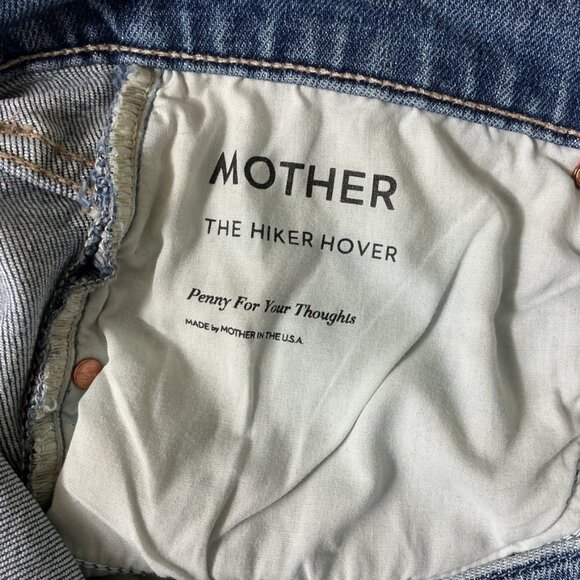 MOTHER
THE HIKER HOVER
Penny For Your Thoughts
MADE by MOTHER IN THE U.S.A.